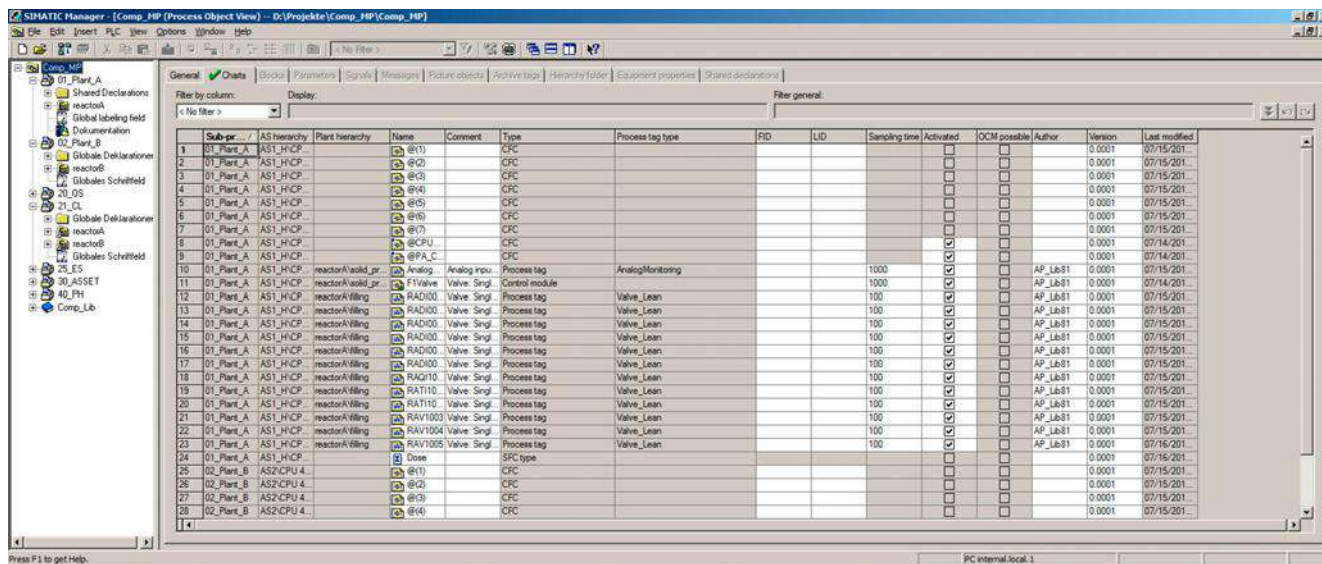 SIMATIC Manager - [Comp_MP (Process Object View) -- D:\Projekte\Comp_MP\Comp_MP]
File Edit Insert PLC View Options Window Help
< No Filter >
Comp_MP
01_Plant_A
Shared Declarations
reactorA
Global labeling field
Dokumentation
02_Plant_B
Globale Deklarationer
reactorB
Globales Schriftfeld
20_OS
21_CL
Globale Deklarationer
reactorA
reactorB
Globales Schriftfeld
25_ES
30_ASSET
40_PH
Comp_Lib
General Charts Blocks Parameters Signals Messages Picture objects Archive tags Hierarchy folder Equipment properties Shared declarations
Filter by column: Display: Filter general:
< No filter >
Sub-pr... / AS hierarchy Plant hierarchy Name Comment Type Process tag type FID LID Sampling time Activated OCM possible Author Version Last modified
1 01_Plant_A AS1_H\CP... @(1) CFC 0.0001 07/15/201...
2 01_Plant_A AS1_H\CP... @(2) CFC 0.0001 07/15/201...
3 01_Plant_A AS1_H\CP... @(3) CFC 0.0001 07/15/201...
4 01_Plant_A AS1_H\CP... @(4) CFC 0.0001 07/15/201...
5 01_Plant_A AS1_H\CP... @(5) CFC 0.0001 07/15/201...
6 01_Plant_A AS1_H\CP... @(6) CFC 0.0001 07/15/201...
7 01_Plant_A AS1_H\CP... @(7) CFC 0.0001 07/15/201...
8 01_Plant_A AS1_H\CP... @CPU... CFC 0.0001 07/14/201...
9 01_Plant_A AS1_H\CP... @PA_C... CFC 0.0001 07/14/201...
10 01_Plant_A AS1_H\CP... reactorA\solid_pr... Analog... Analog inpu... Process tag AnalogMonitoring 1000 AP_Lib81 0.0001 07/15/201...
11 01_Plant_A AS1_H\CP... reactorA\solid_pr... F1Valve Valve: Singl... Control module 1000 AP_Lib81 0.0001 07/14/201...
12 01_Plant_A AS1_H\CP... reactorA\filling RADI00... Valve: Singl... Process tag Valve_Lean 100 AP_Lib81 0.0001 07/15/201...
13 01_Plant_A AS1_H\CP... reactorA\filling RADI00... Valve: Singl... Process tag Valve_Lean 100 AP_Lib81 0.0001 07/15/201...
14 01_Plant_A AS1_H\CP... reactorA\filling RADI00... Valve: Singl... Process tag Valve_Lean 100 AP_Lib81 0.0001 07/15/201...
15 01_Plant_A AS1_H\CP... reactorA\filling RADI00... Valve: Singl... Process tag Valve_Lean 100 AP_Lib81 0.0001 07/15/201...
16 01_Plant_A AS1_H\CP... reactorA\filling RADI00... Valve: Singl... Process tag Valve_Lean 100 AP_Lib81 0.0001 07/15/201...
17 01_Plant_A AS1_H\CP... reactorA\filling RADI00... Valve: Singl... Process tag Valve_Lean 100 AP_Lib81 0.0001 07/15/201...
18 01_Plant_A AS1_H\CP... reactorA\filling RAQI10... Valve: Singl... Process tag Valve_Lean 100 AP_Lib81 0.0001 07/15/201...
19 01_Plant_A AS1_H\CP... reactorA\filling RATI10... Valve: Singl... Process tag Valve_Lean 100 AP_Lib81 0.0001 07/15/201...
20 01_Plant_A AS1_H\CP... reactorA\filling RATI10... Valve: Singl... Process tag Valve_Lean 100 AP_Lib81 0.0001 07/15/201...
21 01_Plant_A AS1_H\CP... reactorA\filling RAV1003 Valve: Singl... Process tag Valve_Lean 100 AP_Lib81 0.0001 07/15/201...
22 01_Plant_A AS1_H\CP... reactorA\filling RAV1004 Valve: Singl... Process tag Valve_Lean 100 AP_Lib81 0.0001 07/15/201...
23 01_Plant_A AS1_H\CP... reactorA\filling RAV1005 Valve: Singl... Process tag Valve_Lean 100 AP_Lib81 0.0001 07/16/201...
24 01_Plant_A AS1_H\CP... Dose SFC type 0.0001 07/16/201...
25 02_Plant_B AS2\CPU 4... @(1) CFC 0.0001 07/15/201...
26 02_Plant_B AS2\CPU 4... @(2) CFC 0.0001 07/15/201...
27 02_Plant_B AS2\CPU 4... @(3) CFC 0.0001 07/15/201...
28 02_Plant_B AS2\CPU 4... @(4) CFC 0.0001 07/15/201...
Press F1 to get Help. PC internal.local.1